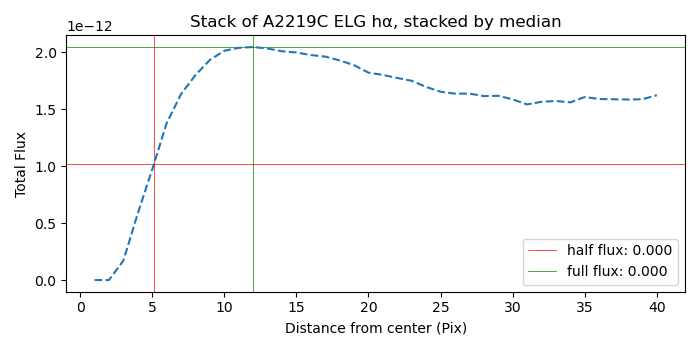 Stack of A2219C ELG hα, stacked by median
1e−12
2.0
1.5
1.0
0.5
0.0
Total Flux
half flux: 0.000
full flux: 0.000
0 5 10 15 20 25 30 35 40
Distance from center (Pix)